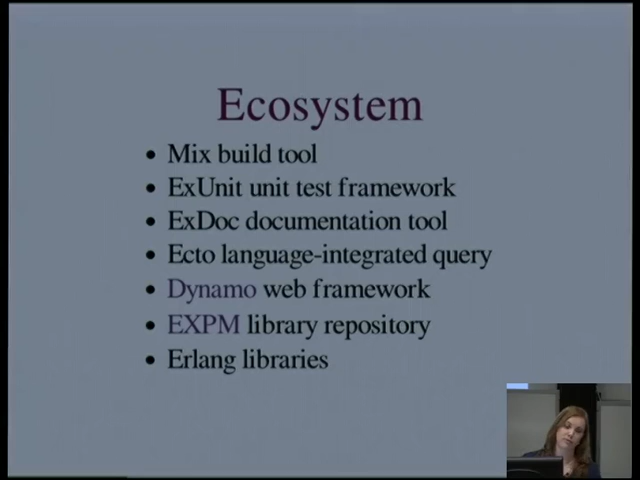 Ecosystem
• Mix build tool
• ExUnit unit test framework
• ExDoc documentation tool
• Ecto language-integrated query
• Dynamo web framework
• EXPM library repository
• Erlang libraries